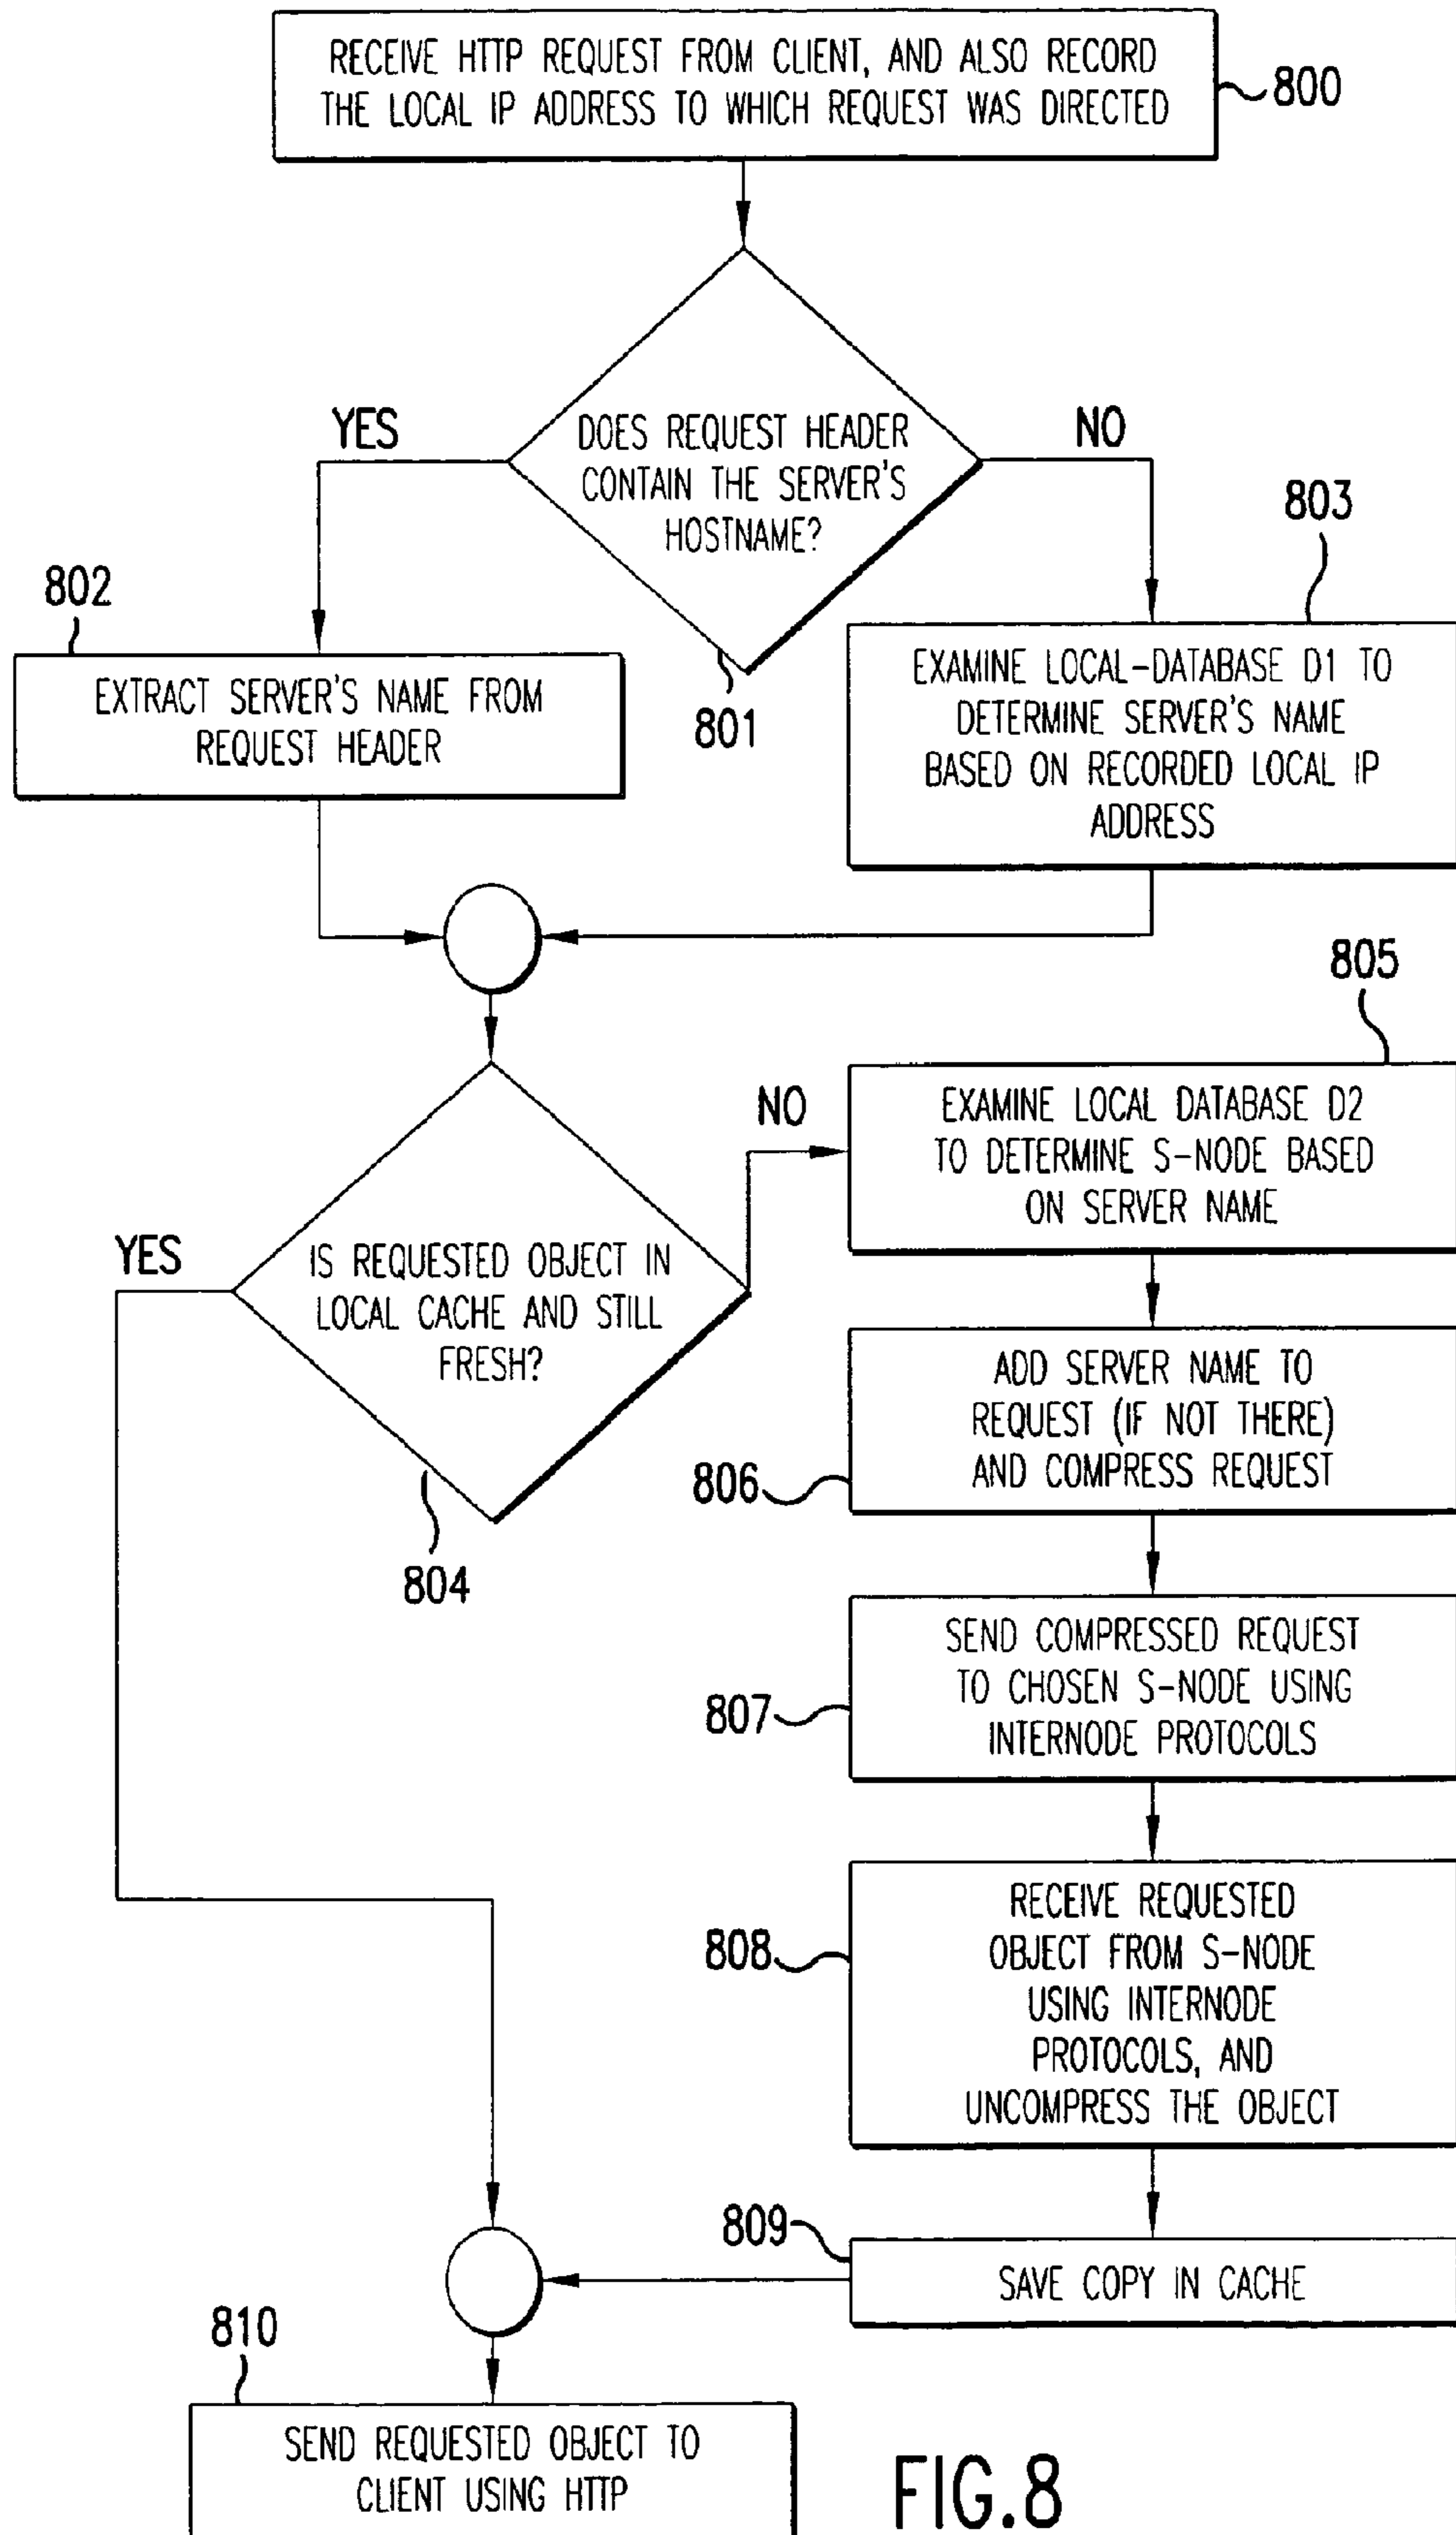 RECEIVE HTTP REQUEST FROM CLIENT, AND ALSO RECORD
THE LOCAL IP ADDRESS TO WHICH REQUEST WAS DIRECTED
800
DOES REQUEST HEADER
CONTAIN THE SERVER'S
HOSTNAME?
YES
NO
801
802
EXTRACT SERVER'S NAME FROM
REQUEST HEADER
803
EXAMINE LOCAL-DATABASE D1 TO
DETERMINE SERVER'S NAME
BASED ON RECORDED LOCAL IP
ADDRESS
IS REQUESTED OBJECT IN
LOCAL CACHE AND STILL
FRESH?
YES
NO
804
805
EXAMINE LOCAL DATABASE D2
TO DETERMINE S-NODE BASED
ON SERVER NAME
806
ADD SERVER NAME TO
REQUEST (IF NOT THERE)
AND COMPRESS REQUEST
807
SEND COMPRESSED REQUEST
TO CHOSEN S-NODE USING
INTERNODE PROTOCOLS
808
RECEIVE REQUESTED
OBJECT FROM S-NODE
USING INTERNODE
PROTOCOLS, AND
UNCOMPRESS THE OBJECT
809
SAVE COPY IN CACHE
810
SEND REQUESTED OBJECT TO
CLIENT USING HTTP
FIG.8